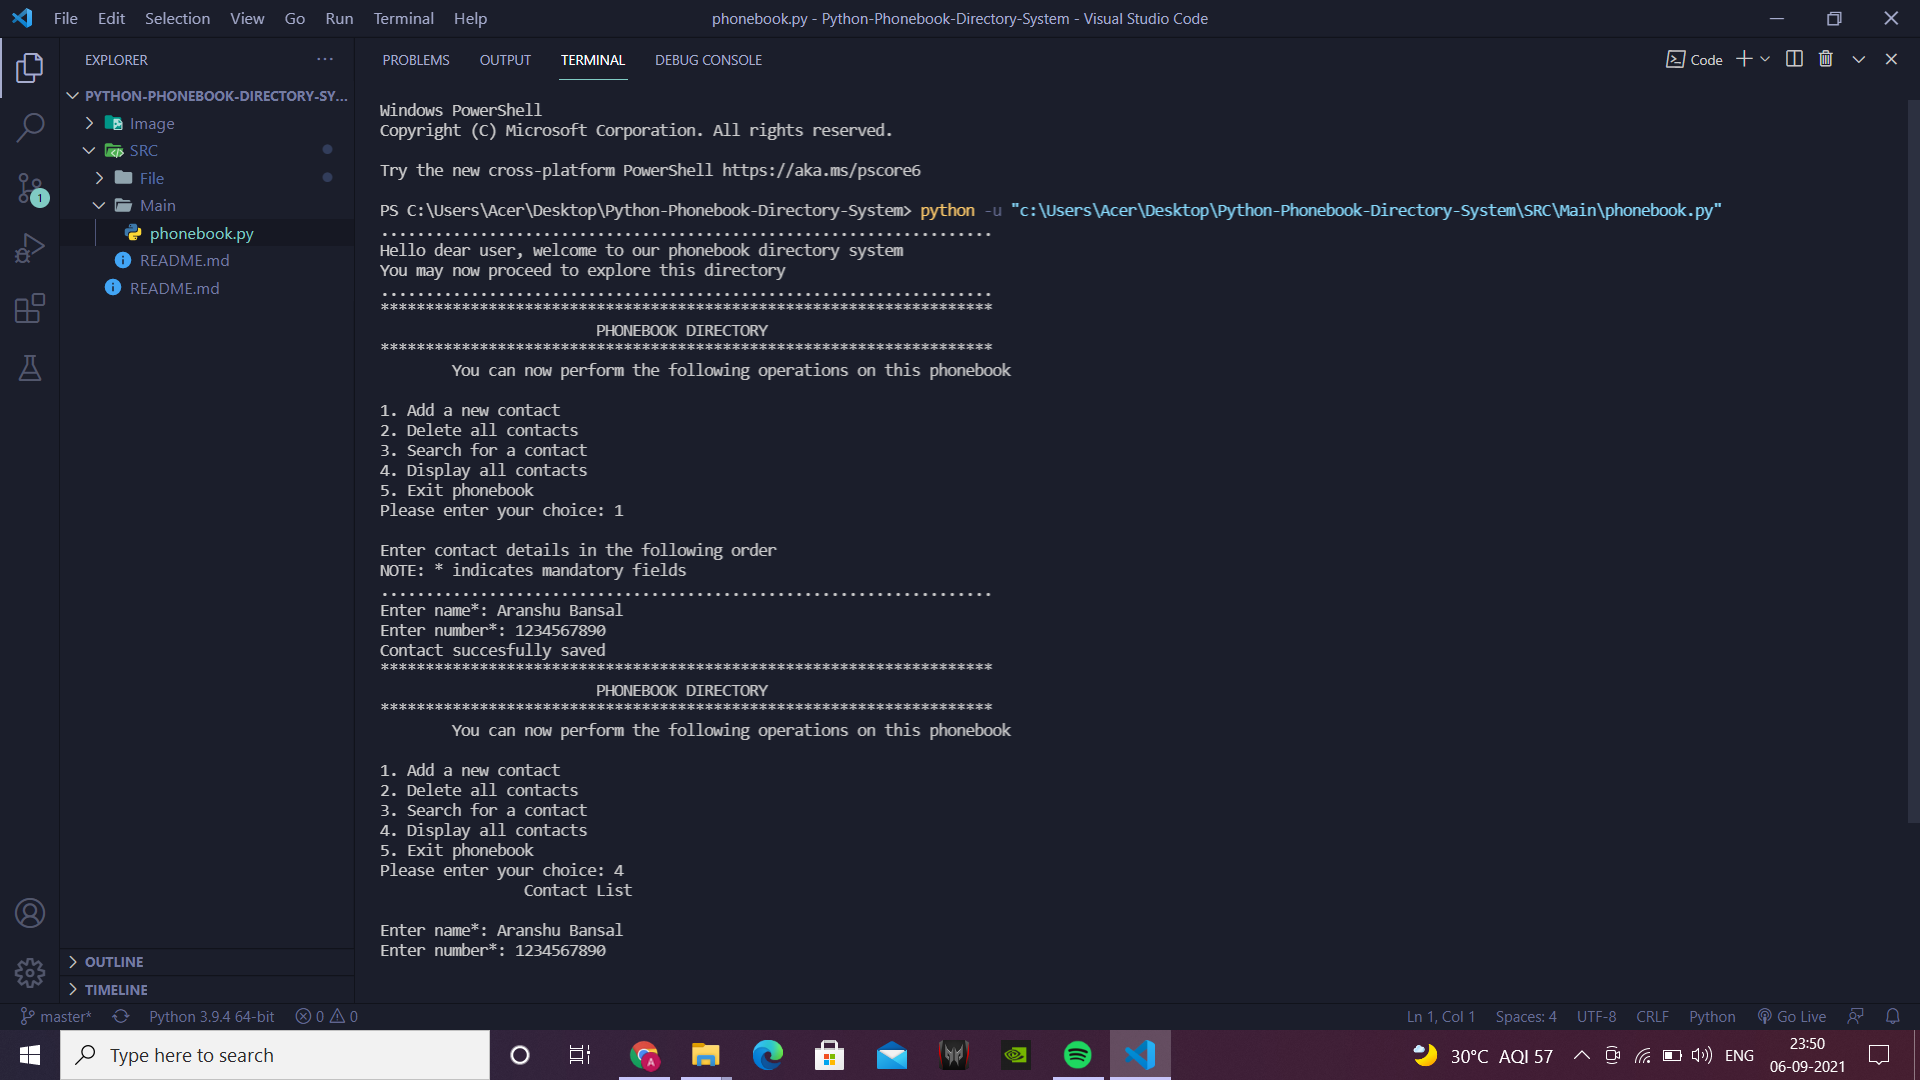 File Edit Selection View Go Run Terminal Help
phonebook.py - Python-Phonebook-Directory-System - Visual Studio Code
EXPLORER
PYTHON-PHONEBOOK-DIRECTORY-SY...
Image
SRC
File
Main
phonebook.py
README.md
README.md
OUTLINE
TIMELINE
1
PROBLEMS OUTPUT TERMINAL DEBUG CONSOLE
Code
Windows PowerShell
Copyright (C) Microsoft Corporation. All rights reserved.
Try the new cross-platform PowerShell https://aka.ms/pscore6
PS C:\Users\Acer\Desktop\Python-Phonebook-Directory-System> python -u "c:\Users\Acer\Desktop\Python-Phonebook-Directory-System\SRC\Main\phonebook.py"
....................................................................
Hello dear user, welcome to our phonebook directory system
You may now proceed to explore this directory
....................................................................
********************************************************************
PHONEBOOK DIRECTORY
********************************************************************
You can now perform the following operations on this phonebook
1. Add a new contact
2. Delete all contacts
3. Search for a contact
4. Display all contacts
5. Exit phonebook
Please enter your choice: 1
Enter contact details in the following order
NOTE: * indicates mandatory fields
....................................................................
Enter name*: Aranshu Bansal
Enter number*: 1234567890
Contact succesfully saved
********************************************************************
PHONEBOOK DIRECTORY
********************************************************************
You can now perform the following operations on this phonebook
1. Add a new contact
2. Delete all contacts
3. Search for a contact
4. Display all contacts
5. Exit phonebook
Please enter your choice: 4
Contact List
Enter name*: Aranshu Bansal
Enter number*: 1234567890
master* Python 3.9.4 64-bit 0 0
Ln 1, Col 1 Spaces: 4 UTF-8 CRLF Python Go Live
Type here to search
A
30°C AQI 57 ENG
23:50
06-09-2021